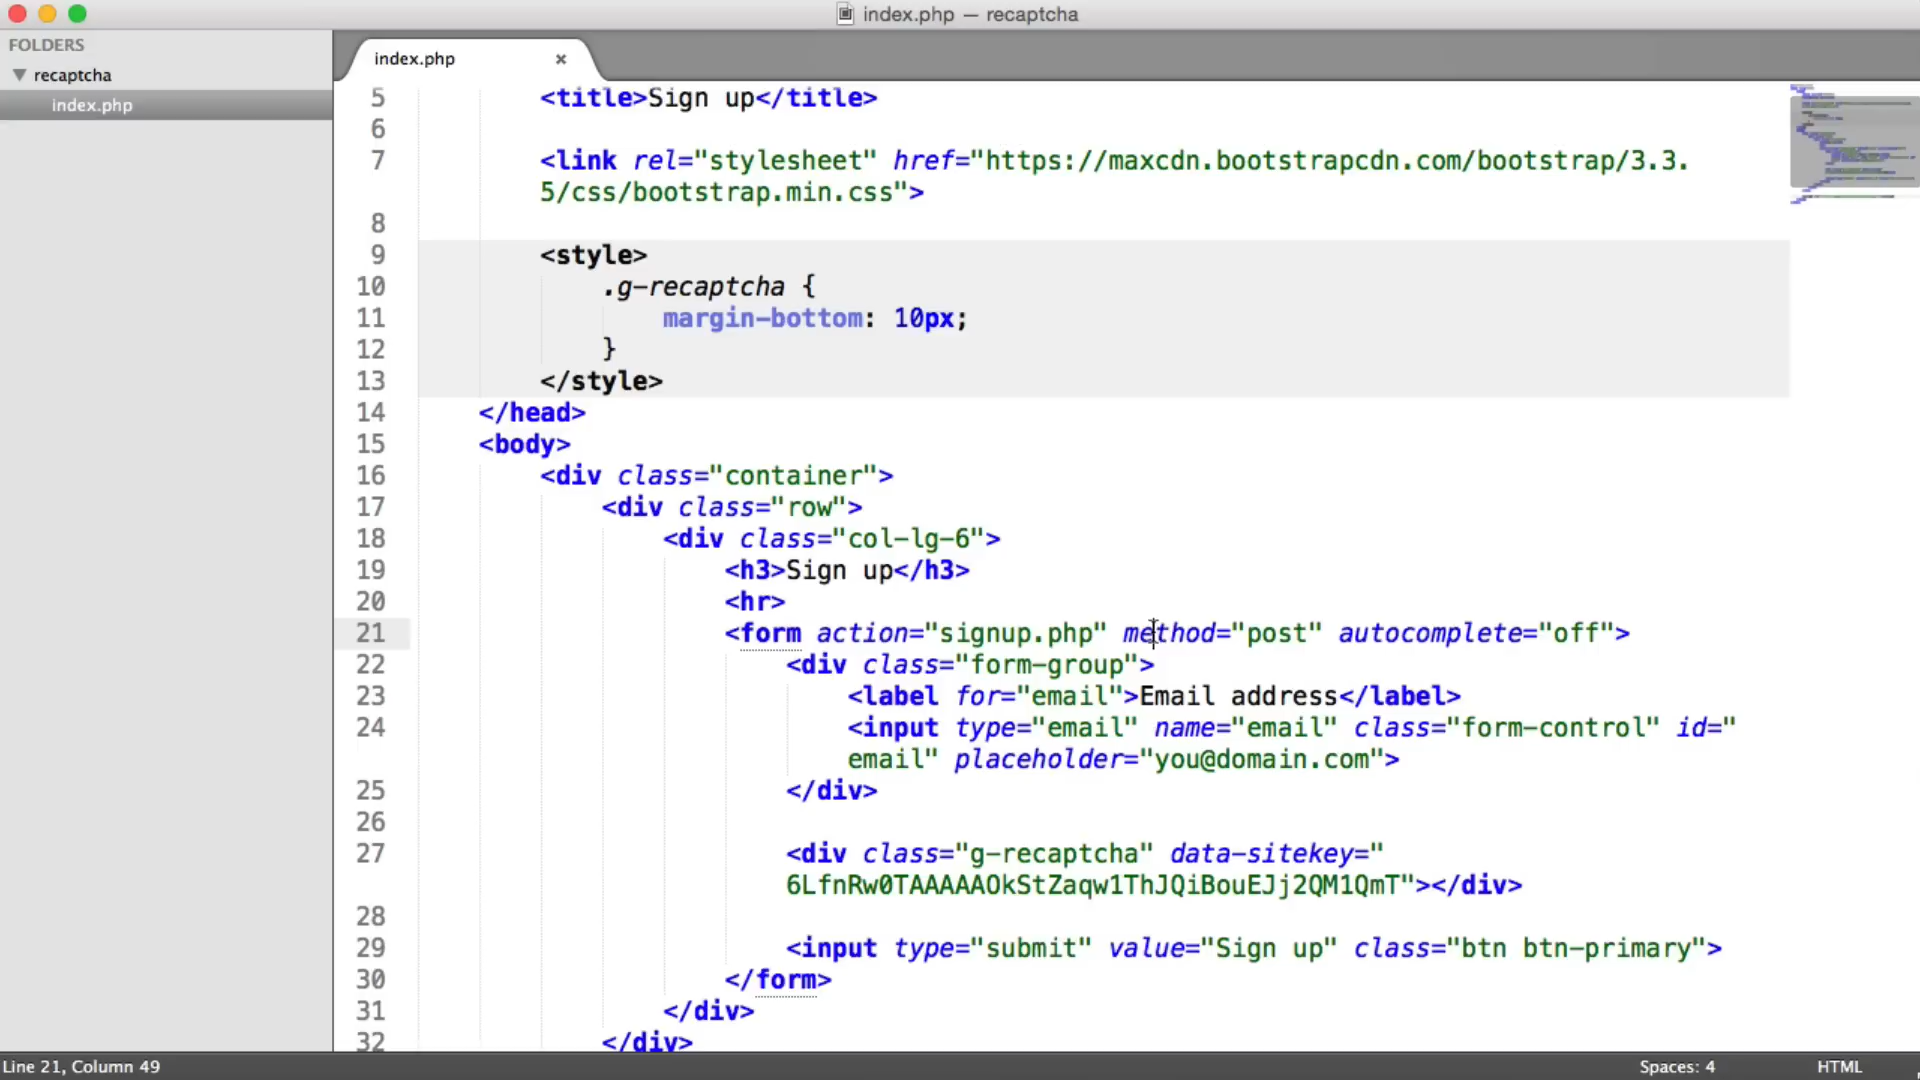 index.php — recaptcha
FOLDERS
recaptcha
index.php
index.php
5 <title>Sign up</title>
6
7 <link rel="stylesheet" href="https://maxcdn.bootstrapcdn.com/bootstrap/3.3.
5/css/bootstrap.min.css">
8
9 <style>
10 .g-recaptcha {
11 margin-bottom: 10px;
12 }
13 </style>
14 </head>
15 <body>
16 <div class="container">
17 <div class="row">
18 <div class="col-lg-6">
19 <h3>Sign up</h3>
20 <hr>
21 <form action="signup.php" method="post" autocomplete="off">
22 <div class="form-group">
23 <label for="email">Email address</label>
24 <input type="email" name="email" class="form-control" id="
email" placeholder="you@domain.com">
25 </div>
26
27 <div class="g-recaptcha" data-sitekey="
6LfnRw0TAAAAAOkStZaqw1ThJQiBouEJj2QM1QmT"></div>
28
29 <input type="submit" value="Sign up" class="btn btn-primary">
30 </form>
31 </div>
32 </div>
Line 21, Column 49
Spaces: 4
HTML